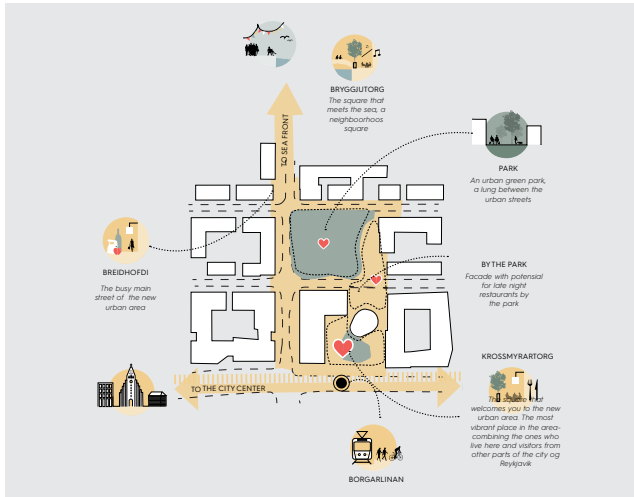 BRYGGJUTORG
The square that
meets the sea, a
neighboorhoos
square
TO SEA FRONT
PARK
An urban green park,
a lung between the
urban streets
BREIDHOFDI
The busy main
street of the new
urban area
BY THE PARK
Facade with potensial
for late night
restaurants by
the park
KROSSMYRARTORG
The square that
welcomes you to the new
urban area. The most
vibrant place in the area-
combining the ones who
live here and visitors from
other parts of the city og
Reykjavik
TO THE CITY CENTER
BORGARLINAN